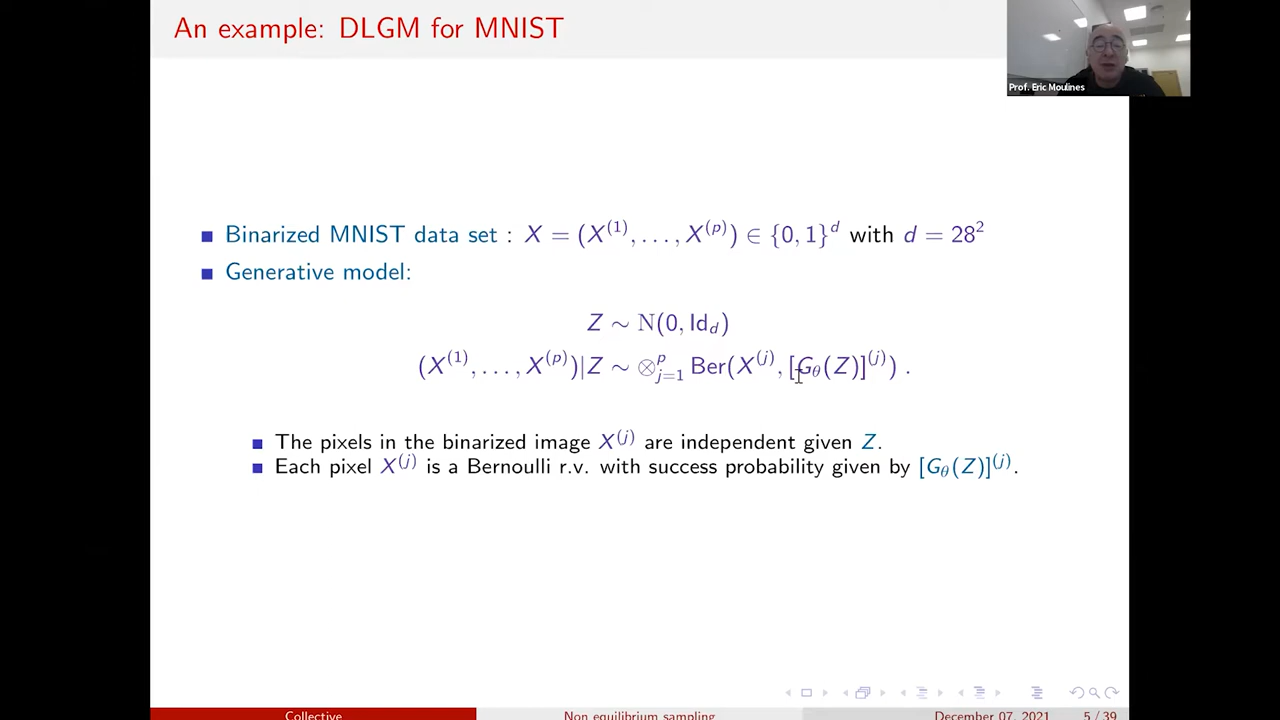 An example: DLGM for MNIST
Prof. Eric Moulines
■ Binarized MNIST data set : X = (X^(1), . . . , X^(p)) ∈ {0, 1}^d with d = 28^2
■ Generative model:
Z ∼ N(0, Id_d)
(X^(1), . . . , X^(p))|Z ∼ ⊗_{j=1}^p Ber(X^(j), [G_θ(Z)]^(j)) .
■ The pixels in the binarized image X^(j) are independent given Z.
■ Each pixel X^(j) is a Bernoulli r.v. with success probability given by [G_θ(Z)]^(j).
Collective Non equilibrium sampling December 07, 2021 5 / 39